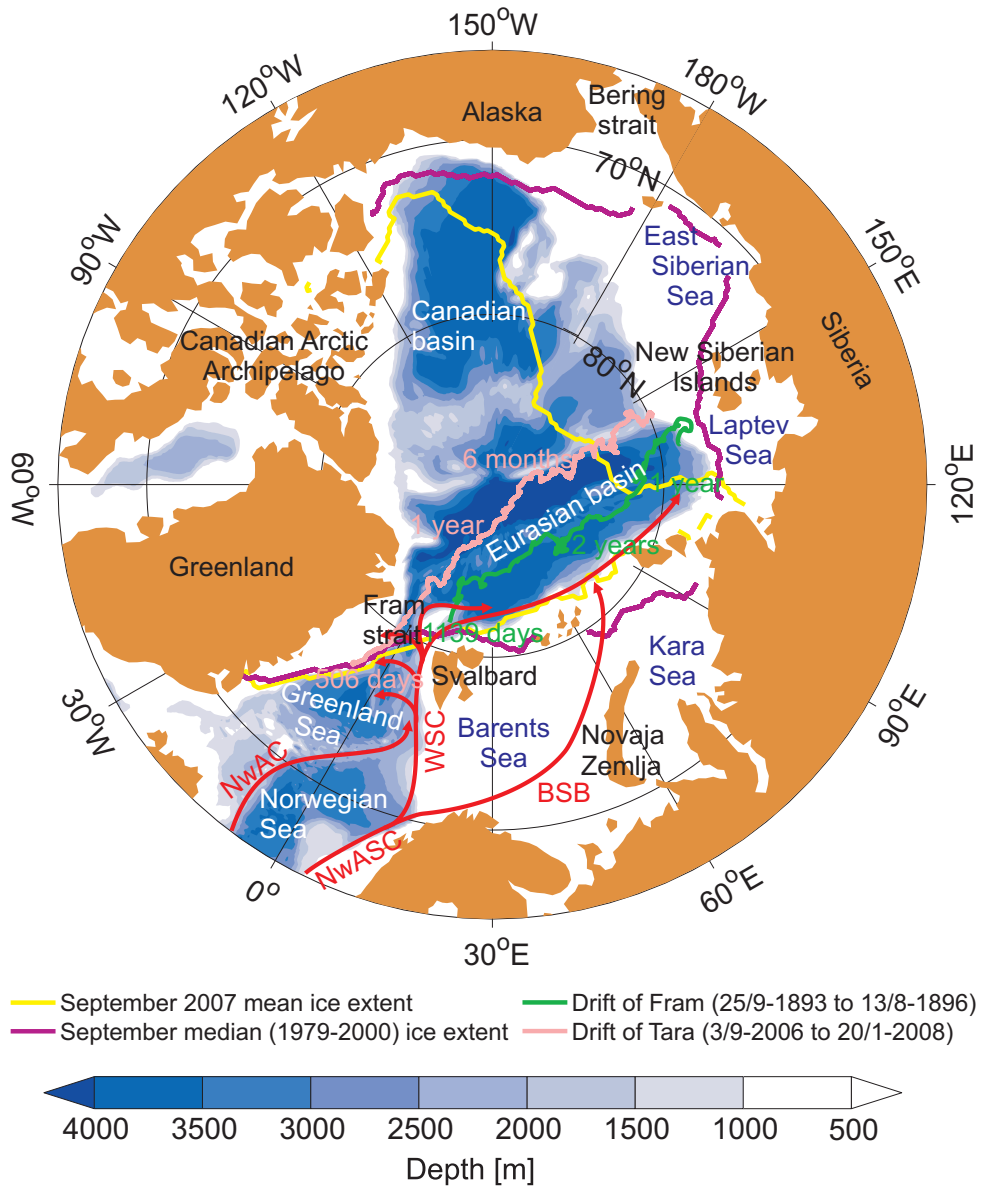 150°W
120°W
180°W
Alaska
Bering
strait
70°N
90°W
150°E
East
Siberian
Sea
Canadian
basin
Canadian Arctic
Archipelago
80°N
New Siberian
Islands
Siberia
Laptev
Sea
6 months
1 year
60°W
120°E
1 year
Eurasian basin
2 years
Greenland
Fram
strait
1139 days
506 days
Svalbard
Kara
Sea
Greenland
Sea
WSC
Barents
Sea
Novaja
Zemlja
30°W
90°E
NwAC
Norwegian
Sea
BSB
NwASC
0°
60°E
30°E
September 2007 mean ice extent
Drift of Fram (25/9-1893 to 13/8-1896)
September median (1979-2000) ice extent
Drift of Tara (3/9-2006 to 20/1-2008)
4000 3500 3000 2500 2000 1500 1000 500
Depth [m]